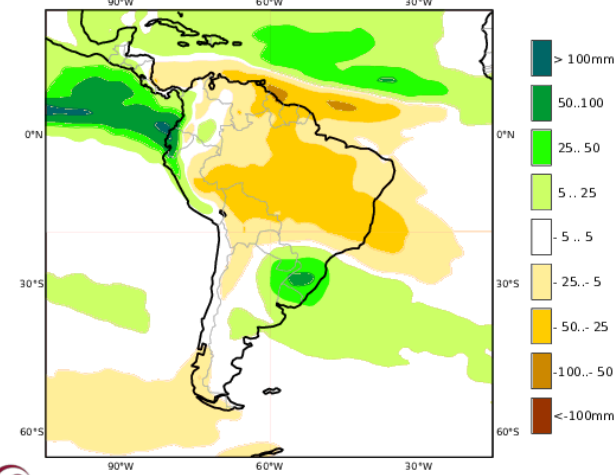 90°W 60°W 30°W
> 100mm
50..100
0°N 0°N
25.. 50
5 .. 25
- 5 .. 5
30°S 30°S
- 25..- 5
- 50..- 25
-100..- 50
<-100mm
60°S 60°S
90°W 60°W 30°W